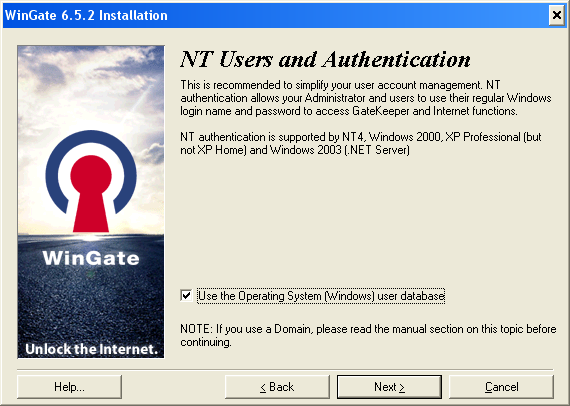 WinGate 6.5.2 Installation
NT Users and Authentication
This is recommended to simplify your user account management. NT
authentication allows your Administrator and users to use their regular Windows
login name and password to access GateKeeper and Internet functions.
NT authentication is supported by NT4, Windows 2000, XP Professional (but
not XP Home) and Windows 2003 (.NET Server)
WinGate
Use the Operating System (Windows) user database
NOTE: If you use a Domain, please read the manual section on this topic before
continuing.
Unlock the Internet.
Help...
< Back
Next >
Cancel